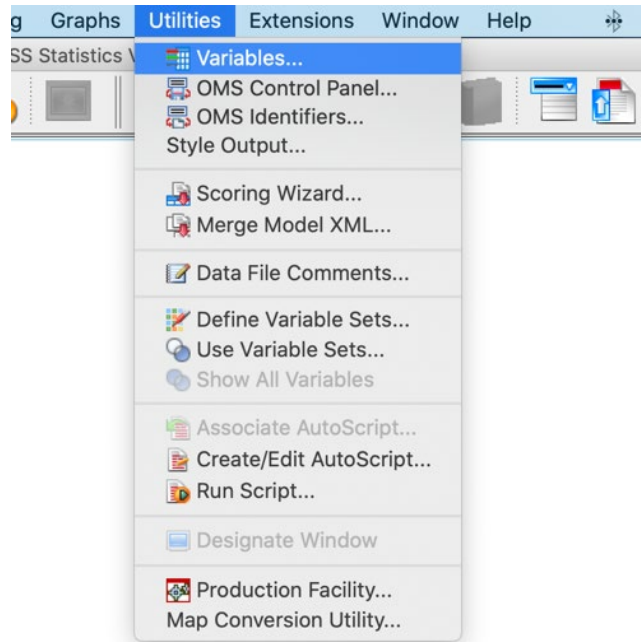 g Graphs Utilities Extensions Window Help
SS Statistics V
Variables...
OMS Control Panel...
OMS Identifiers...
Style Output...
Scoring Wizard...
Merge Model XML...
Data File Comments...
Define Variable Sets...
Use Variable Sets...
Show All Variables
Associate AutoScript...
Create/Edit AutoScript...
Run Script...
Designate Window
Production Facility...
Map Conversion Utility...